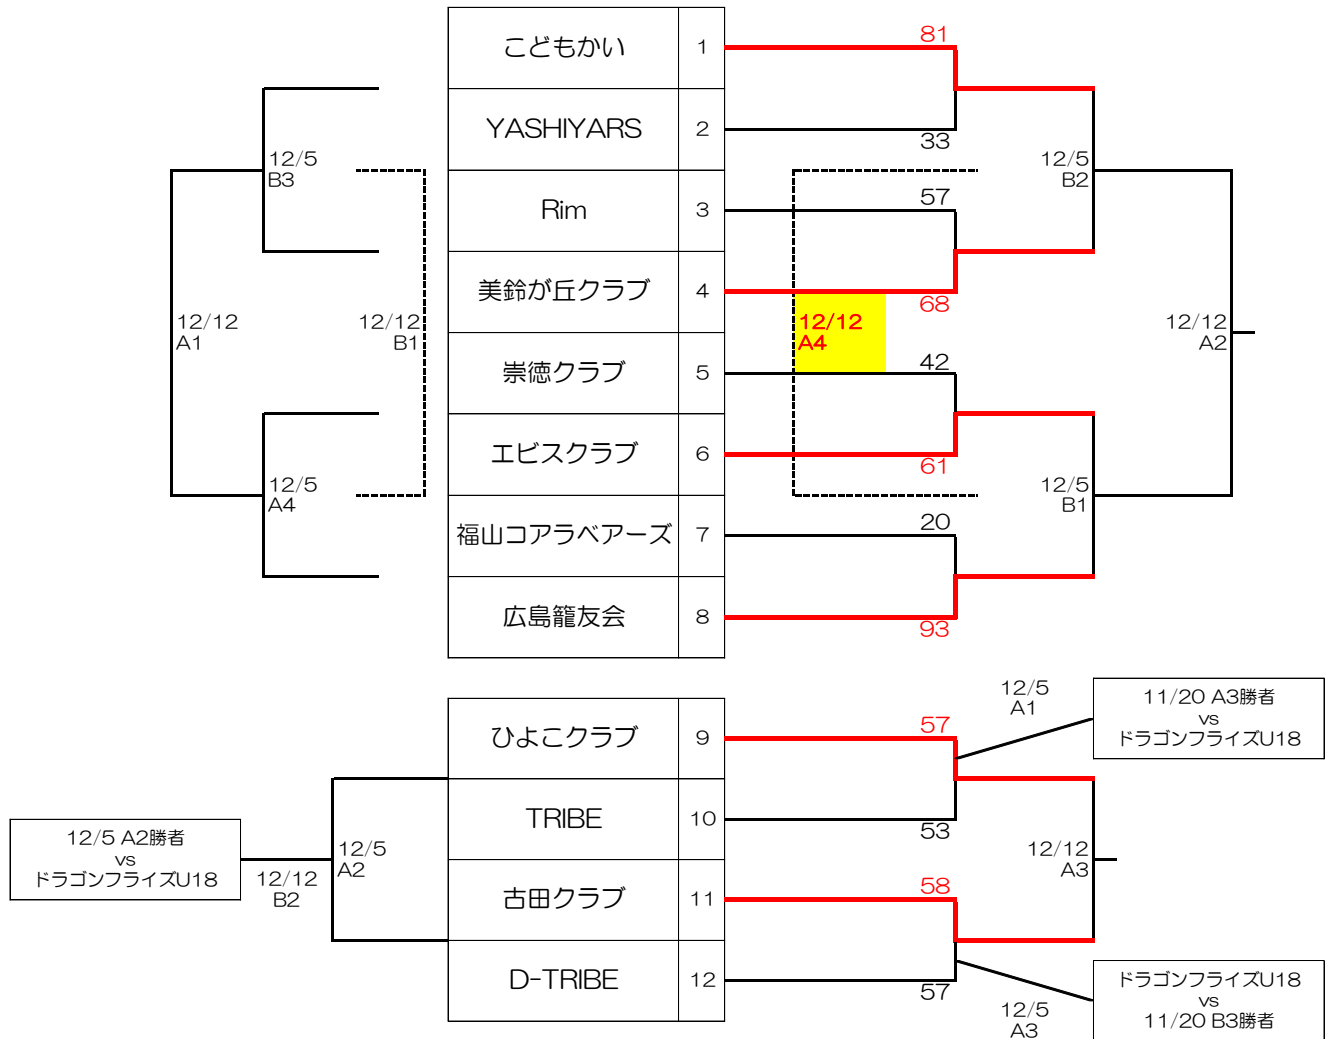 こどもかい 1 81
YASHIYARS 2 33
12/5
B3
12/5
B2
Rim 3 57
美鈴が丘クラブ 4 68
12/12
A1
12/12
B1
12/12
A4
12/12
A2
崇徳クラブ 5 42
エビスクラブ 6 61
12/5
A4
12/5
B1
福山コアラベアーズ 7 20
広島籠友会 8 93
ひよこクラブ 9 57
12/5
A1
11/20 A3勝者
vs
ドラゴンフライズU18
TRIBE 10 53
12/5 A2勝者
vs
ドラゴンフライズU18
12/12
B2
12/5
A2
12/12
A3
古田クラブ 11 58
D-TRIBE 12 57
12/5
A3
ドラゴンフライズU18
vs
11/20 B3勝者